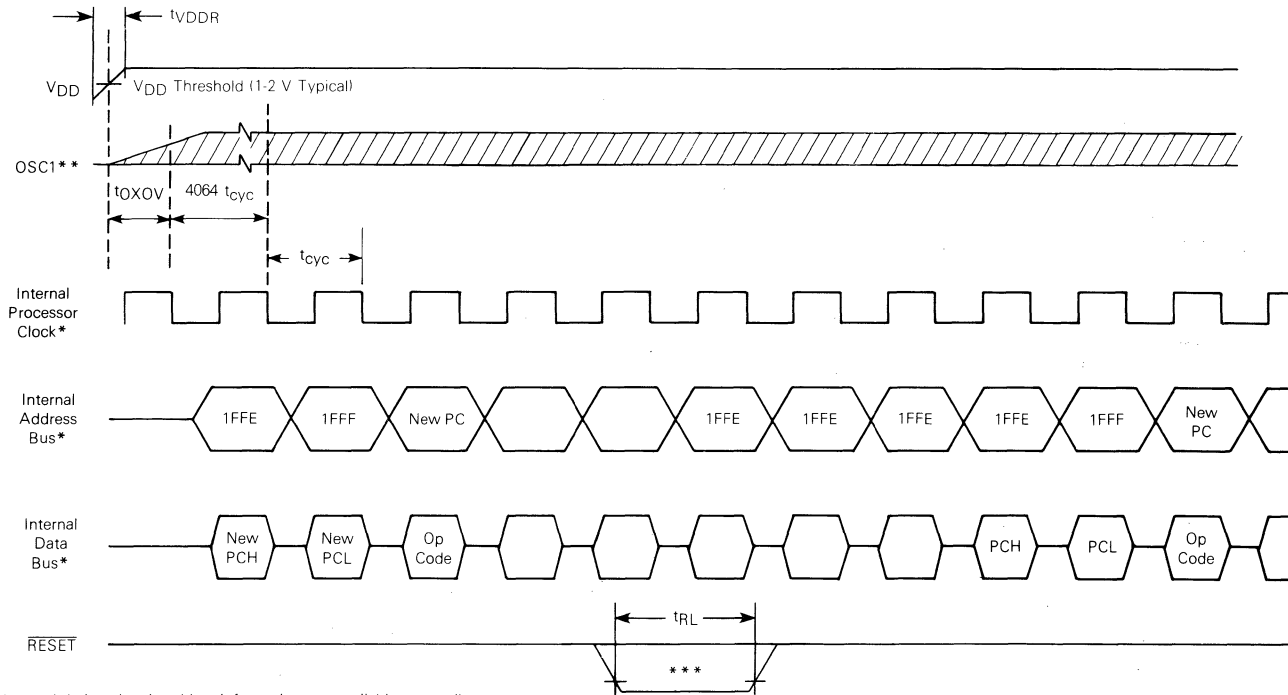 tVDDR
VDD
VDD Threshold (1-2 V Typical)
OSC1**
tOXOV
4064 tcyc
tcyc
Internal
Processor
Clock*
Internal
Address
Bus*
1FFE
1FFF
New PC
1FFE
1FFE
1FFE
1FFE
1FFF
New
PC
Internal
Data
Bus*
New
PCH
New
PCL
Op
Code
PCH
PCL
Op
Code
RESET
tRL
***